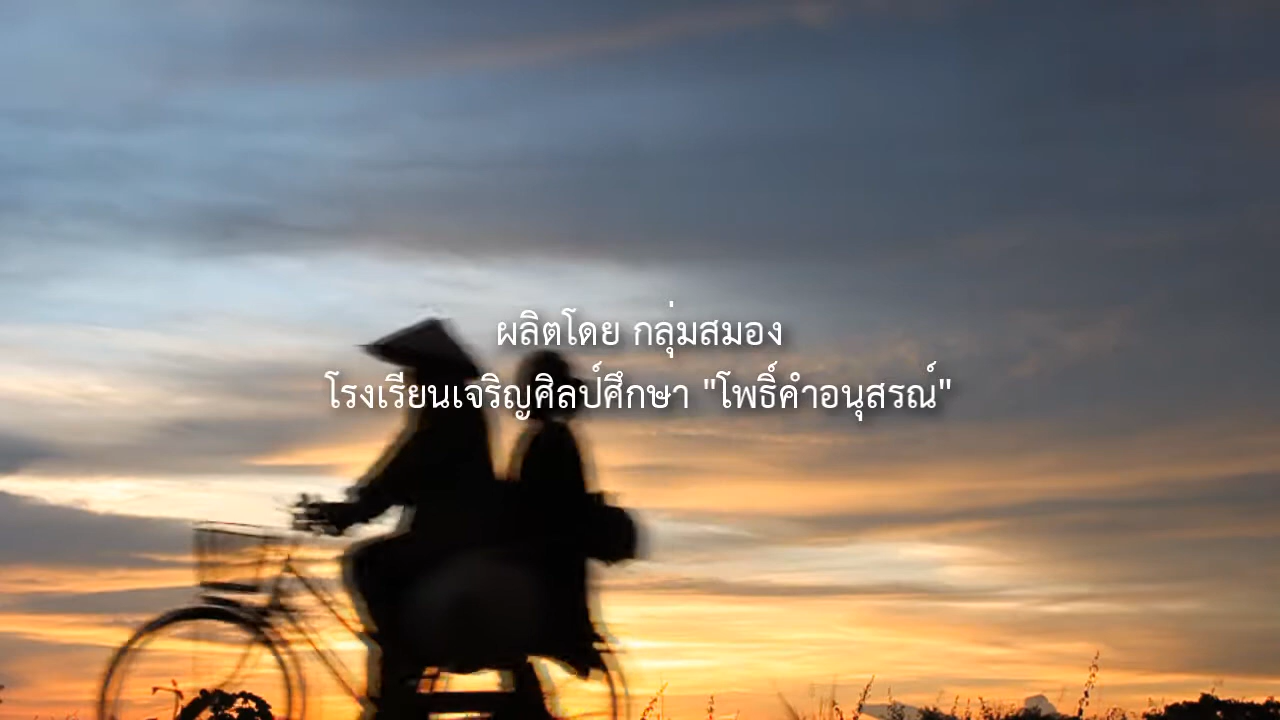 ผลิตโดย กลุ่มสมอง
โรงเรียนเจริญศิลป์ศึกษา "โพธิ์คำอนุสรณ์"